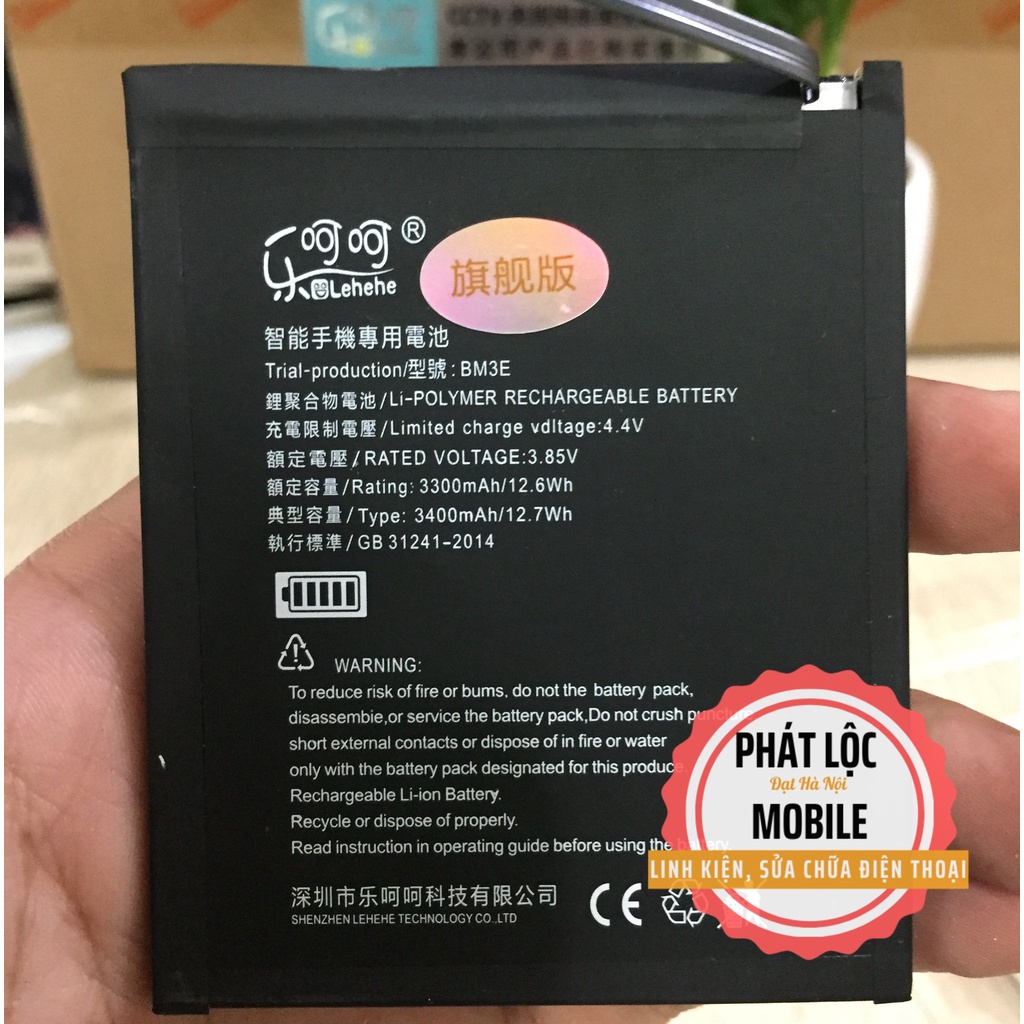 乐呵呵®
Lehehe
旗舰版
智能手機專用電池
Trial-production/型號 : BM3E
鋰聚合物電池/Li-POLYMER RECHARGEABLE BATTERY
充電限制電壓/Limited charge vdltage:4.4V
額定電壓/RATED VOLTAGE:3.85V
額定容量/Rating: 3300mAh/12.6Wh
典型容量/Type: 3400mAh/12.7Wh
執行標準/GB 31241-2014
WARNING:
To reduce risk of fire or bums, do not the battery pack,
disassembie,or service the battery pack,Do not crush puncture
short external contacts or dispose of in fire or water
only with the battery pack designated for this produce
Rechargeable Li-ion Battery.
Recycle or dispose of properly.
Read instruction in operating guide before using the battery.
深圳市乐呵呵科技有限公司
SHENZHEN LEHEHE TECHNOLOGY CO.,LTD
CE
PHÁT LỘC
Đạt Hà Nội
MOBILE
LINH KIỆN, SỬA CHỮA ĐIỆN THOẠI